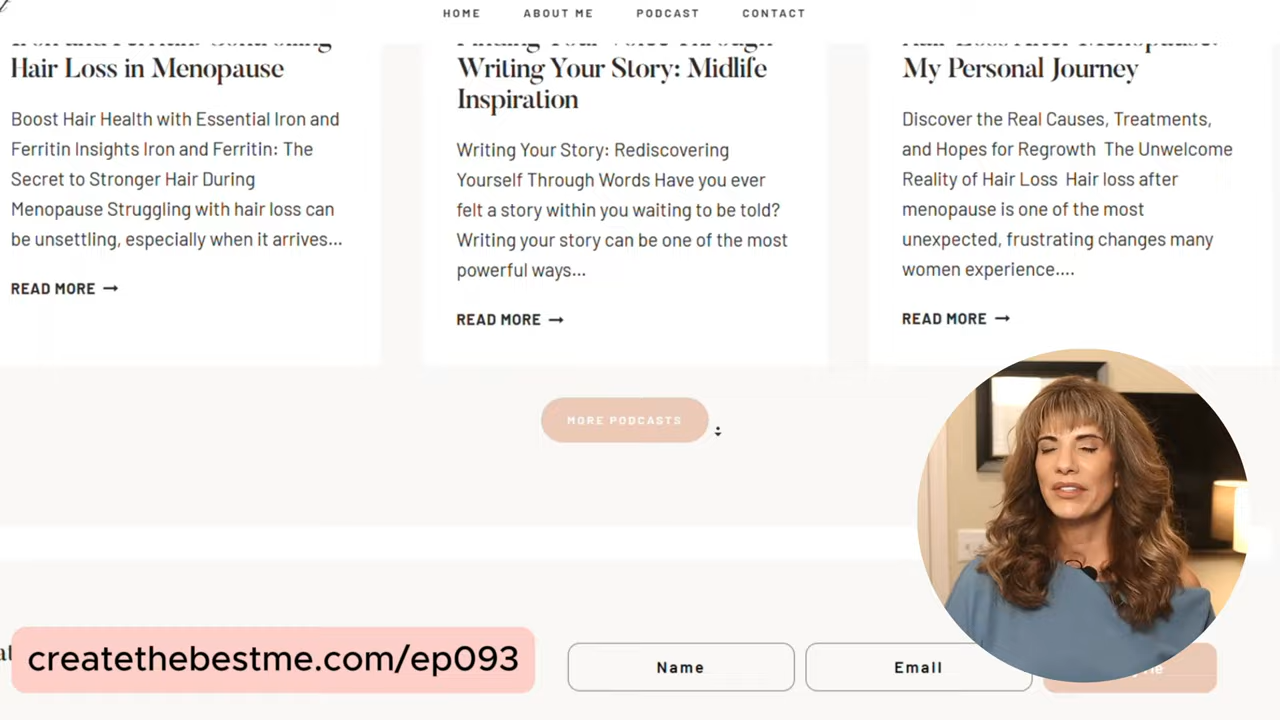 HOME ABOUT ME PODCAST CONTACT
Hair Loss in Menopause
Boost Hair Health with Essential Iron and
Ferritin Insights Iron and Ferritin: The
Secret to Stronger Hair During
Menopause Struggling with hair loss can
be unsettling, especially when it arrives...
READ MORE
Writing Your Story: Midlife
Inspiration
Writing Your Story: Rediscovering
Yourself Through Words Have you ever
felt a story within you waiting to be told?
Writing your story can be one of the most
powerful ways...
READ MORE
My Personal Journey
Discover the Real Causes, Treatments,
and Hopes for Regrowth The Unwelcome
Reality of Hair Loss Hair loss after
menopause is one of the most
unexpected, frustrating changes many
women experience....
READ MORE
MORE PODCASTS
createthebestme.com/ep093
Name
Email